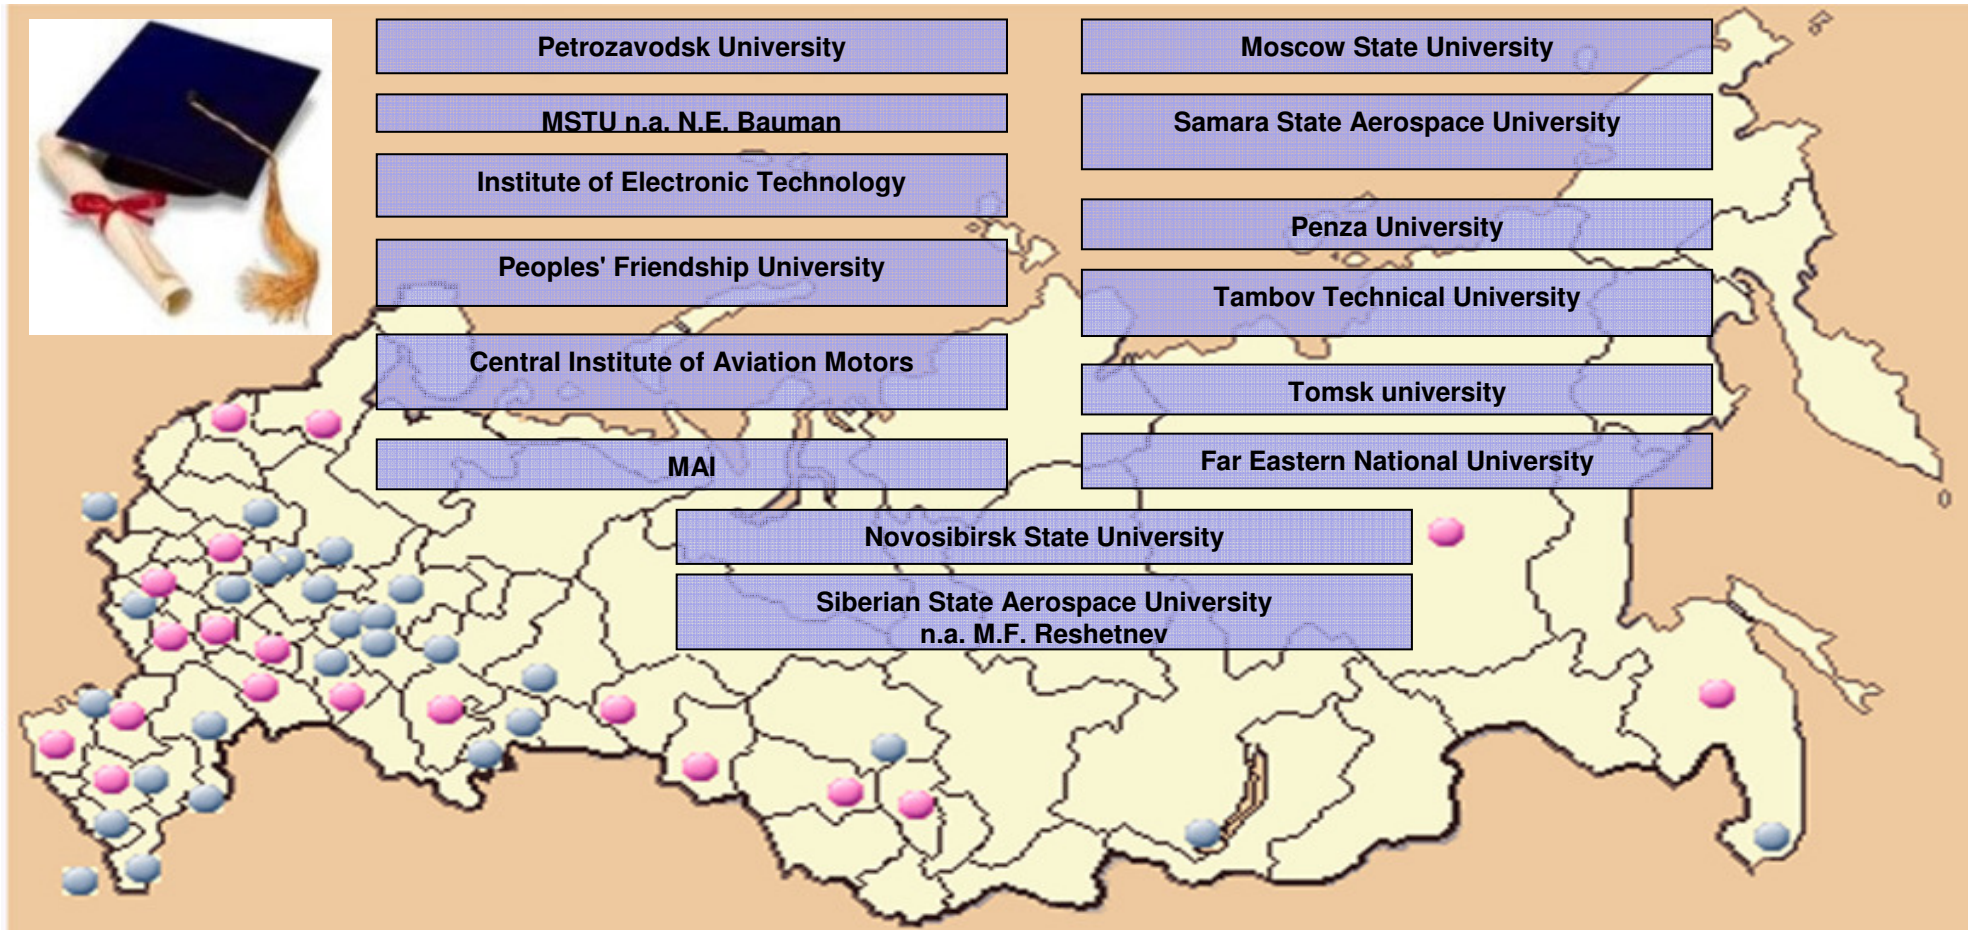 Petrozavodsk University
MSTU n.a. N.E. Bauman
Institute of Electronic Technology
Peoples' Friendship University
Central Institute of Aviation Motors
MAI
Moscow State University
Samara State Aerospace University
Penza University
Tambov Technical University
Tomsk university
Far Eastern National University
Novosibirsk State University
Siberian State Aerospace University
n.a. M.F. Reshetnev